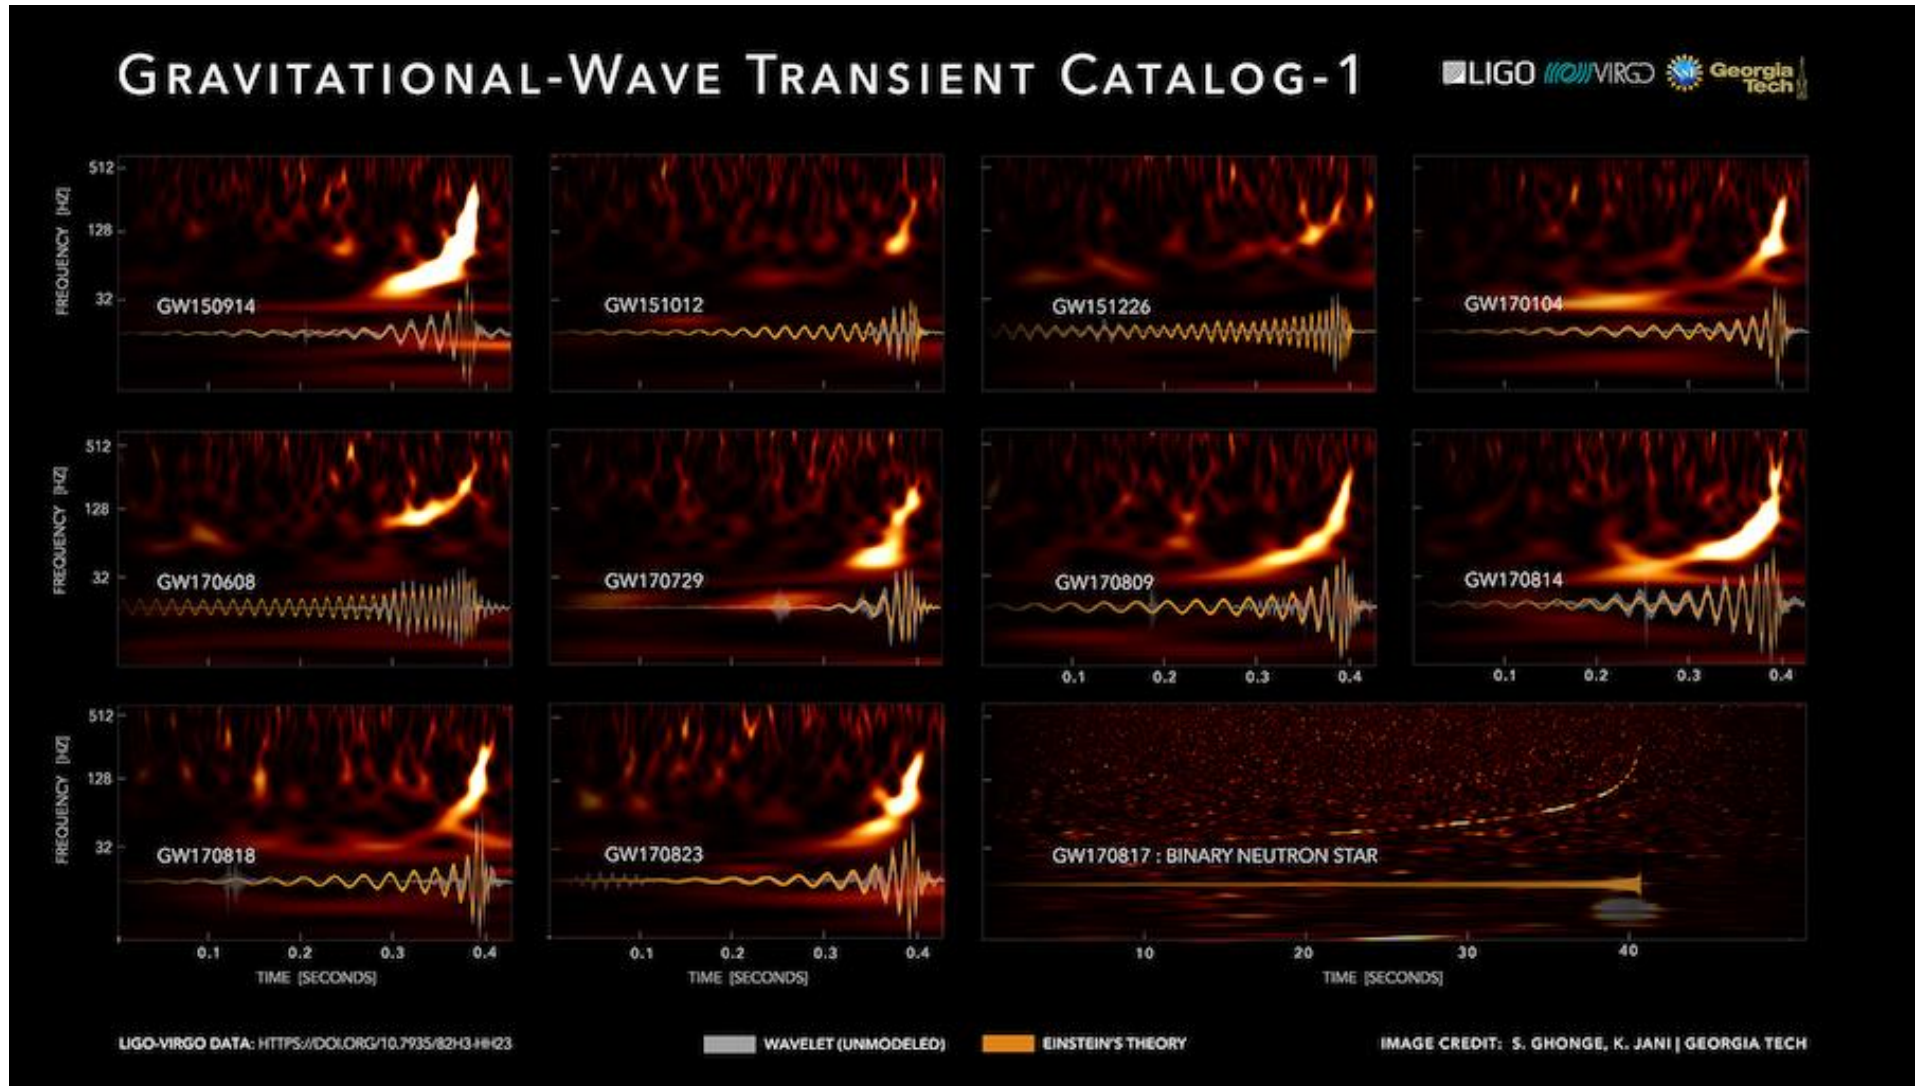 GRAVITATIONAL-WAVE TRANSIENT CATALOG-1
LIGO VIRGO NSF Georgia Tech
FREQUENCY [HZ]
512
128
32
GW150914
GW151012
GW151226
GW170104
FREQUENCY [HZ]
512
128
32
GW170608
GW170729
GW170809
GW170814
0.1 0.2 0.3 0.4
0.1 0.2 0.3 0.4
FREQUENCY [HZ]
512
128
32
GW170818
GW170823
GW170817 : BINARY NEUTRON STAR
0.1 0.2 0.3 0.4
0.1 0.2 0.3 0.4
10 20 30 40
TIME [SECONDS]
TIME [SECONDS]
TIME [SECONDS]
LIGO-VIRGO DATA: HTTPS://DOI.ORG/10.7935/82H3-HH23
WAVELET (UNMODELED)
EINSTEIN'S THEORY
IMAGE CREDIT: S. GHONGE, K. JANI | GEORGIA TECH